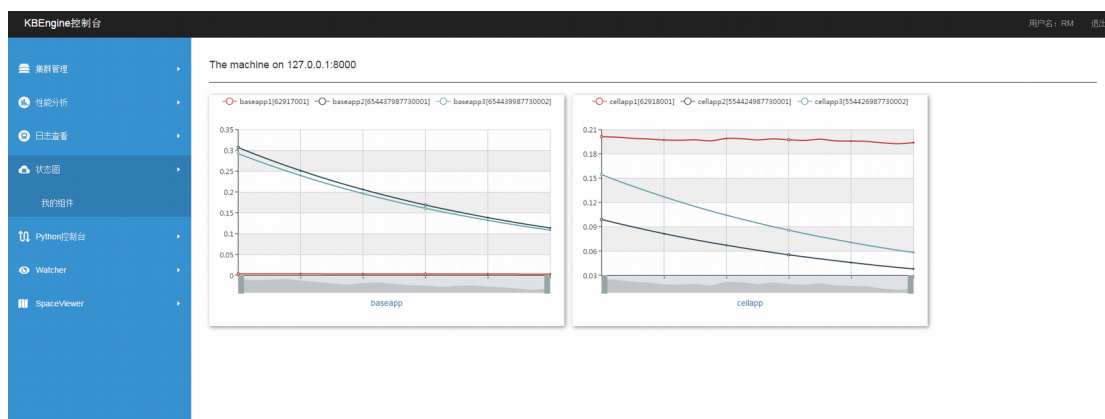 KBEngine控制台
用户名：RM 退出
集群管理
性能分析
日志查看
状态图
我的组件
Python控制台
Watcher
SpaceViewer
The machine on 127.0.0.1:8000
baseapp1[62917001] baseapp2[654437987730001] baseapp3[654439987730002]
0.35
0.3
0.25
0.2
0.15
0.1
0.05
0
baseapp
cellapp1[62918001] cellapp2[554424987730001] cellapp3[554426987730002]
0.21
0.18
0.15
0.12
0.09
0.06
0.03
cellapp